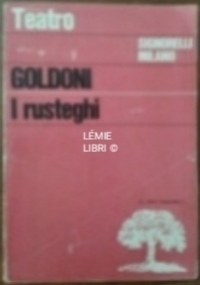 Teatro
SIGNORELLI
MILANO
GOLDONI
I rusteghi
LÉMIE
LIBRI ©